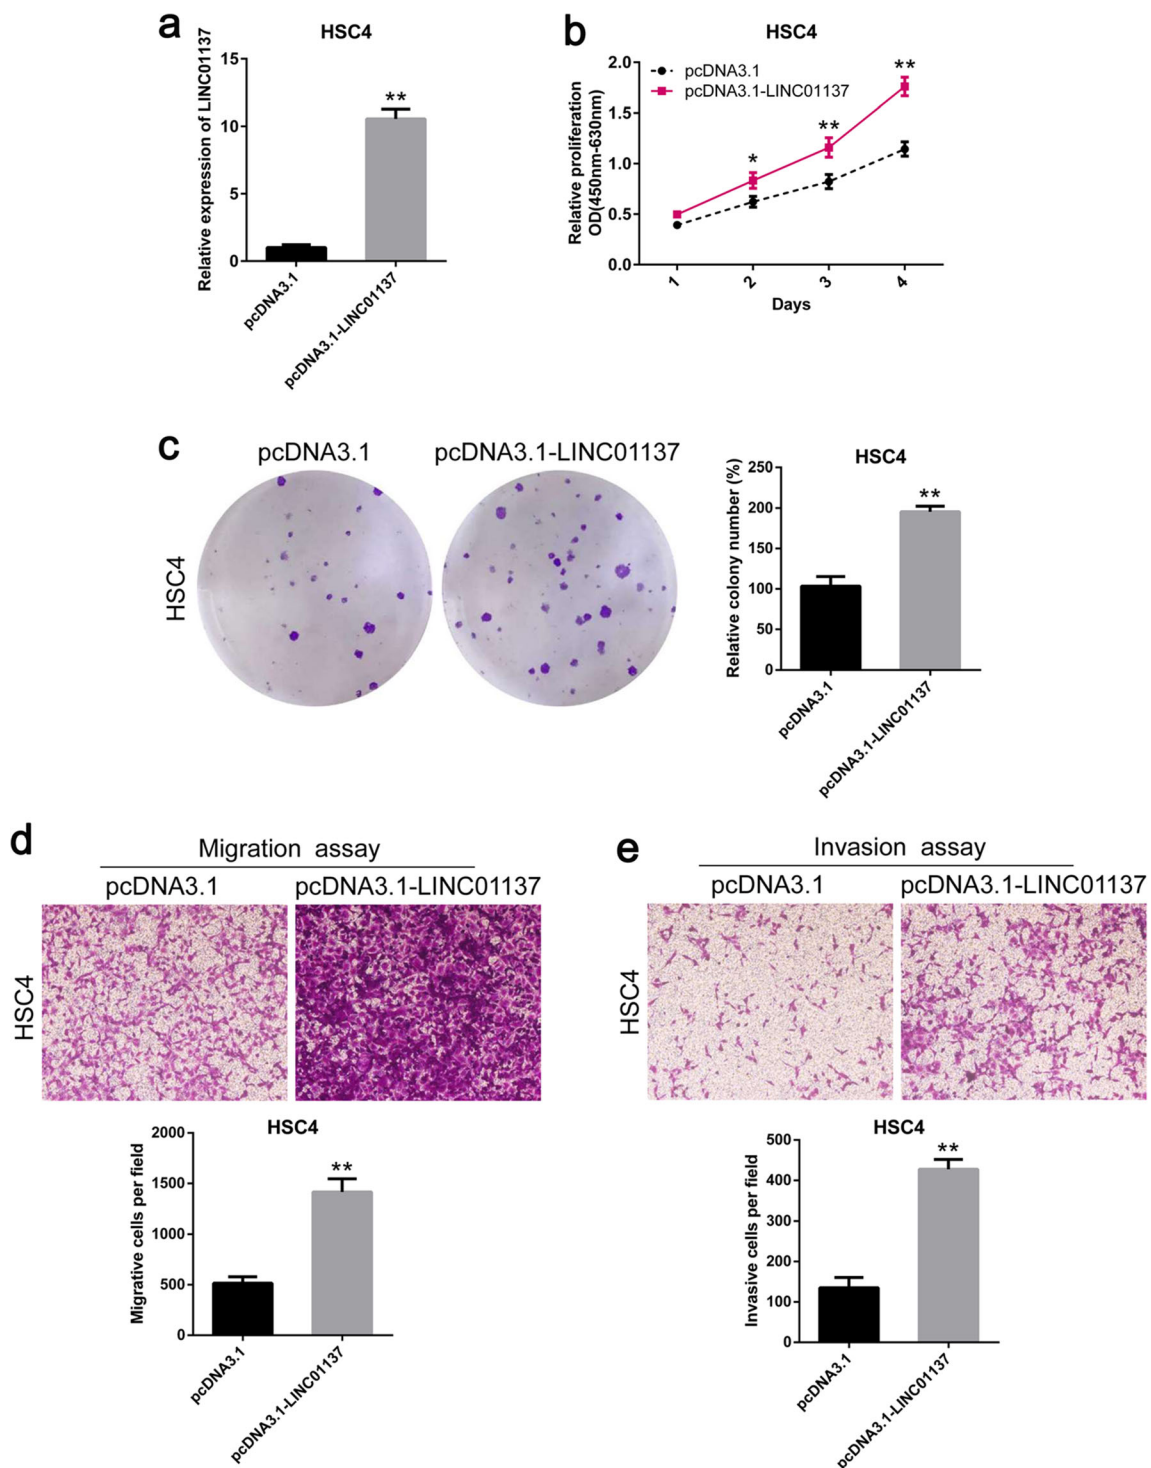 a
HSC4
Relative expression of LINC01137
15
10
5
0
**
pcDNA3.1
pcDNA3.1-LINC01137
b
HSC4
Relative proliferation
OD(450nm-630nm)
2.0
1.5
1.0
0.5
0.0
pcDNA3.1
pcDNA3.1-LINC01137
*
**
**
1
2
3
4
Days
c
pcDNA3.1
pcDNA3.1-LINC01137
HSC4
HSC4
Relative colony number (%)
250
200
150
100
50
0
**
pcDNA3.1
pcDNA3.1-LINC01137
d
Migration assay
pcDNA3.1
pcDNA3.1-LINC01137
HSC4
HSC4
Migrative cells per field
2000
1500
1000
500
0
**
pcDNA3.1
pcDNA3.1-LINC01137
e
Invasion assay
pcDNA3.1
pcDNA3.1-LINC01137
HSC4
HSC4
Invasive cells per field
500
400
300
200
100
0
**
pcDNA3.1
pcDNA3.1-LINC01137